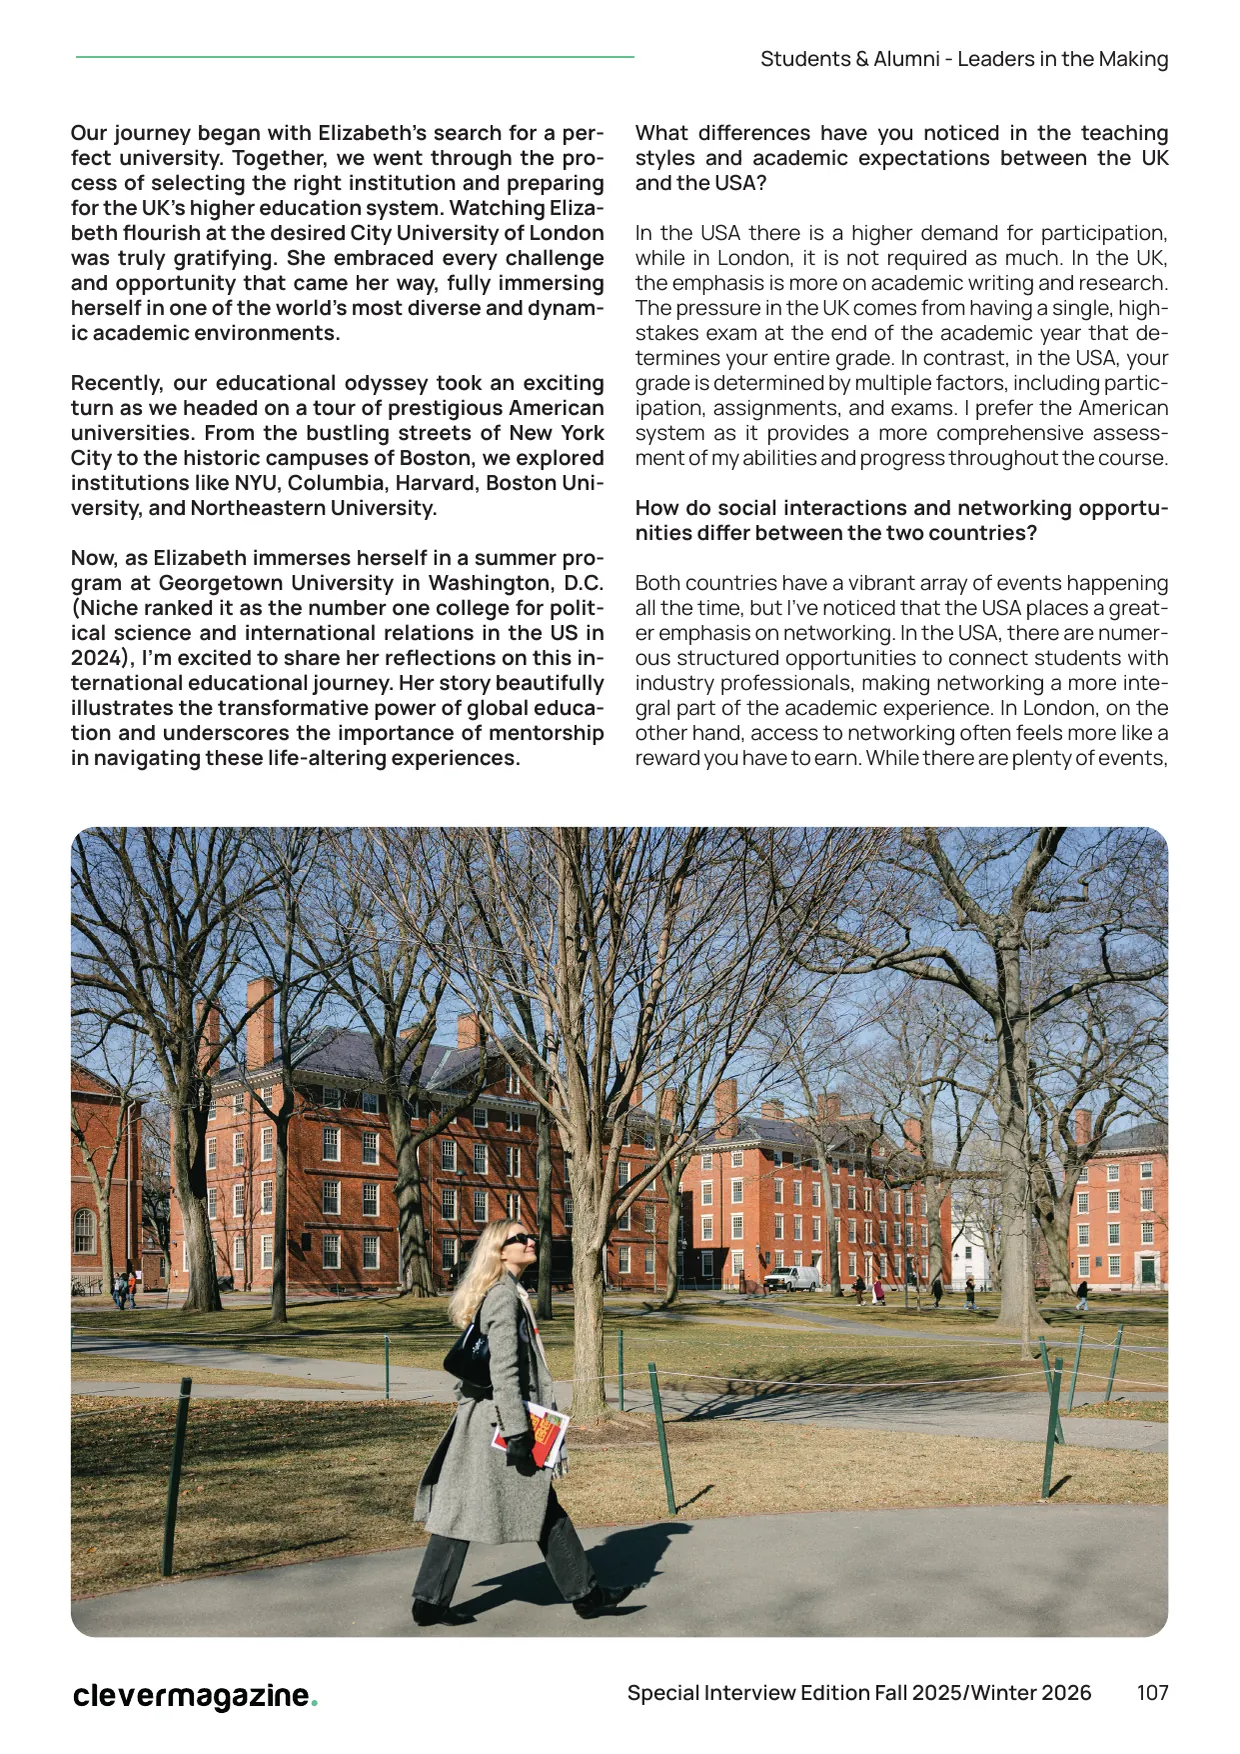 Students & Alumni - Leaders in the Making
Our journey began with Elizabeth's search for a per-
fect university. Together, we went through the pro-
cess of selecting the right institution and preparing
for the UK's higher education system. Watching Eliza-
beth flourish at the desired City University of London
was truly gratifying. She embraced every challenge
and opportunity that came her way, fully immersing
herself in one of the world's most diverse and dynam-
ic academic environments.
Recently, our educational odyssey took an exciting
turn as we headed on a tour of prestigious American
universities. From the bustling streets of New York
City to the historic campuses of Boston, we explored
institutions like NYU, Columbia, Harvard, Boston Uni-
versity, and Northeastern University.
Now, as Elizabeth immerses herself in a summer pro-
gram at Georgetown University in Washington, D.C.
(Niche ranked it as the number one college for polit-
ical science and international relations in the US in
2024), I'm excited to share her reflections on this in-
ternational educational journey. Her story beautifully
illustrates the transformative power of global educa-
tion and underscores the importance of mentorship
in navigating these life-altering experiences.
What differences have you noticed in the teaching
styles and academic expectations between the UK
and the USA?
In the USA there is a higher demand for participation,
while in London, it is not required as much. In the UK,
the emphasis is more on academic writing and research.
The pressure in the UK comes from having a single, high-
stakes exam at the end of the academic year that de-
termines your entire grade. In contrast, in the USA, your
grade is determined by multiple factors, including partic-
ipation, assignments, and exams. I prefer the American
system as it provides a more comprehensive assess-
ment of my abilities and progress throughout the course.
How do social interactions and networking opportu-
nities differ between the two countries?
Both countries have a vibrant array of events happening
all the time, but I've noticed that the USA places a great-
er emphasis on networking. In the USA, there are numer-
ous structured opportunities to connect students with
industry professionals, making networking a more inte-
gral part of the academic experience. In London, on the
other hand, access to networking often feels more like a
reward you have to earn. While there are plenty of events,
clevermagazine.
Special Interview Edition Fall 2025/Winter 2026
107